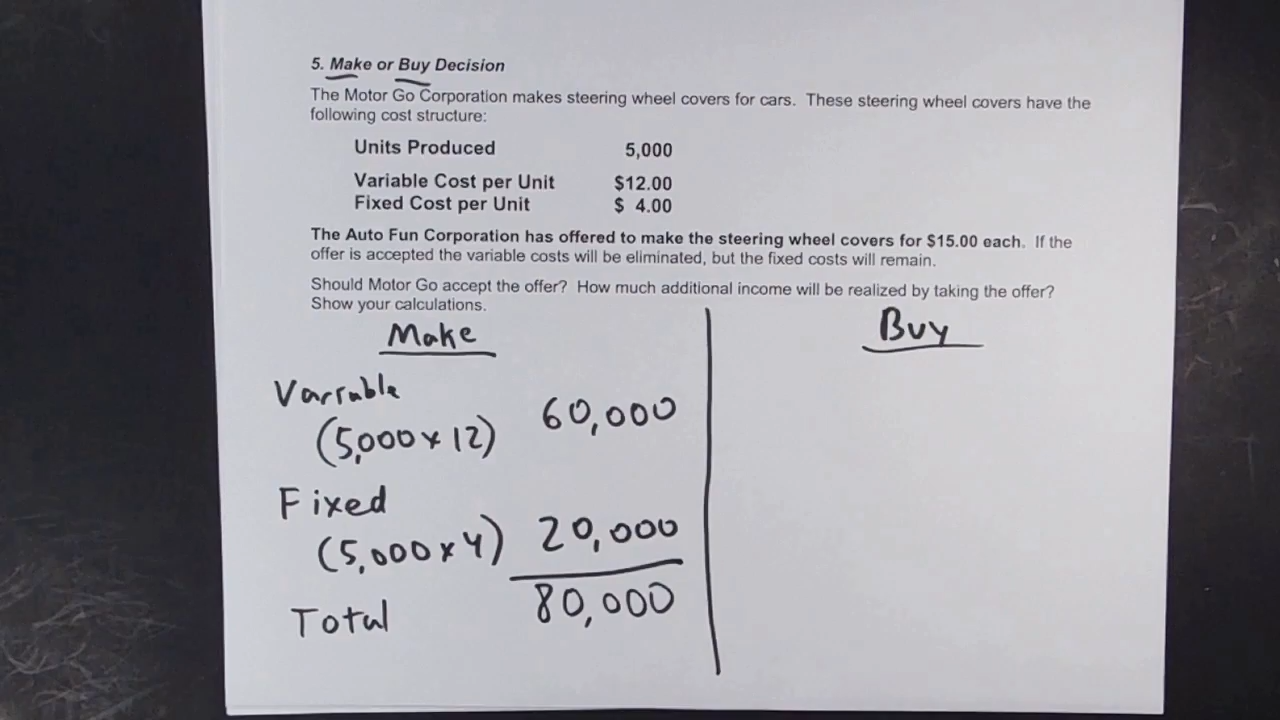 5. Make or Buy Decision
The Motor Go Corporation makes steering wheel covers for cars. These steering wheel covers have the
following cost structure:
Units Produced 5,000
Variable Cost per Unit $12.00
Fixed Cost per Unit $ 4.00
The Auto Fun Corporation has offered to make the steering wheel covers for $15.00 each. If the
offer is accepted the variable costs will be eliminated, but the fixed costs will remain.
Should Motor Go accept the offer? How much additional income will be realized by taking the offer?
Show your calculations.
Make
Buy
Variable
(5,000 x 12) 60,000
Fixed
(5,000 x 4) 20,000
Total 80,000